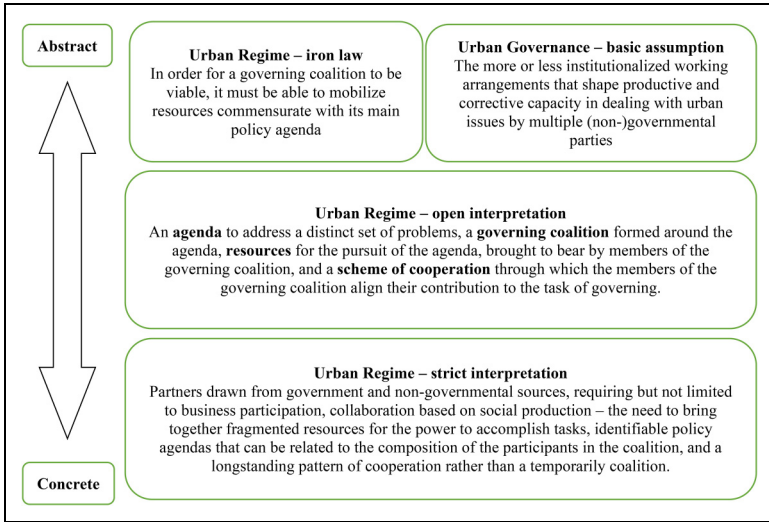 Abstract
Urban Regime – iron law
In order for a governing coalition to be
viable, it must be able to mobilize
resources commensurate with its main
policy agenda
Urban Governance – basic assumption
The more or less institutionalized working
arrangements that shape productive and
corrective capacity in dealing with urban
issues by multiple (non-)governmental
parties
Urban Regime – open interpretation
An agenda to address a distinct set of problems, a governing coalition formed around the
agenda, resources for the pursuit of the agenda, brought to bear by members of the
governing coalition, and a scheme of cooperation through which the members of the
governing coalition align their contribution to the task of governing.
Urban Regime – strict interpretation
Partners drawn from government and non-governmental sources, requiring but not limited
to business participation, collaboration based on social production – the need to bring
together fragmented resources for the power to accomplish tasks, identifiable policy
agendas that can be related to the composition of the participants in the coalition, and a
longstanding pattern of cooperation rather than a temporarily coalition.
Concrete